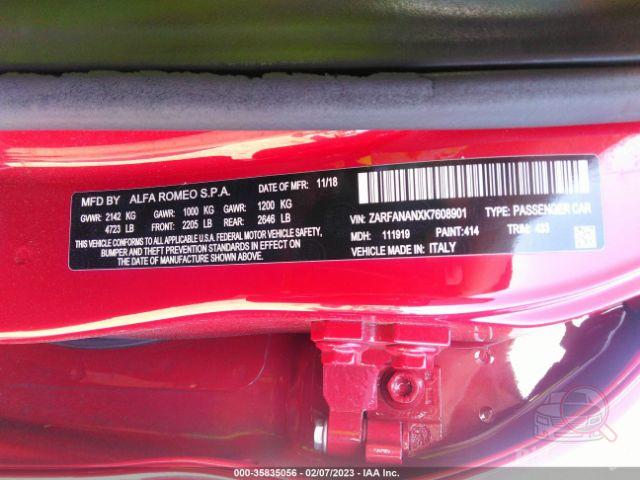 MFD BY ALFA ROMEO S.P.A. DATE OF MFR: 11/18
GVWR: 2142 KG GAWR: 1000 KG GAWR: 1200 KG
4723 LB FRONT: 2205 LB REAR: 2646 LB
THIS VEHICLE CONFORMS TO ALL APPLICABLE U.S.A. FEDERAL MOTOR VEHICLE SAFETY,
BUMPER AND THEFT PREVENTION STANDARDS IN EFFECT ON
THE DATE OF MANUFACTURE SHOWN ABOVE.
VIN: ZARFANANXK7608901 TYPE: PASSENGER CAR
MDH: 111919 PAINT:414 TRIM: 433
VEHICLE MADE IN: ITALY
000-35835056 - 02/07/2023 - IAA Inc.